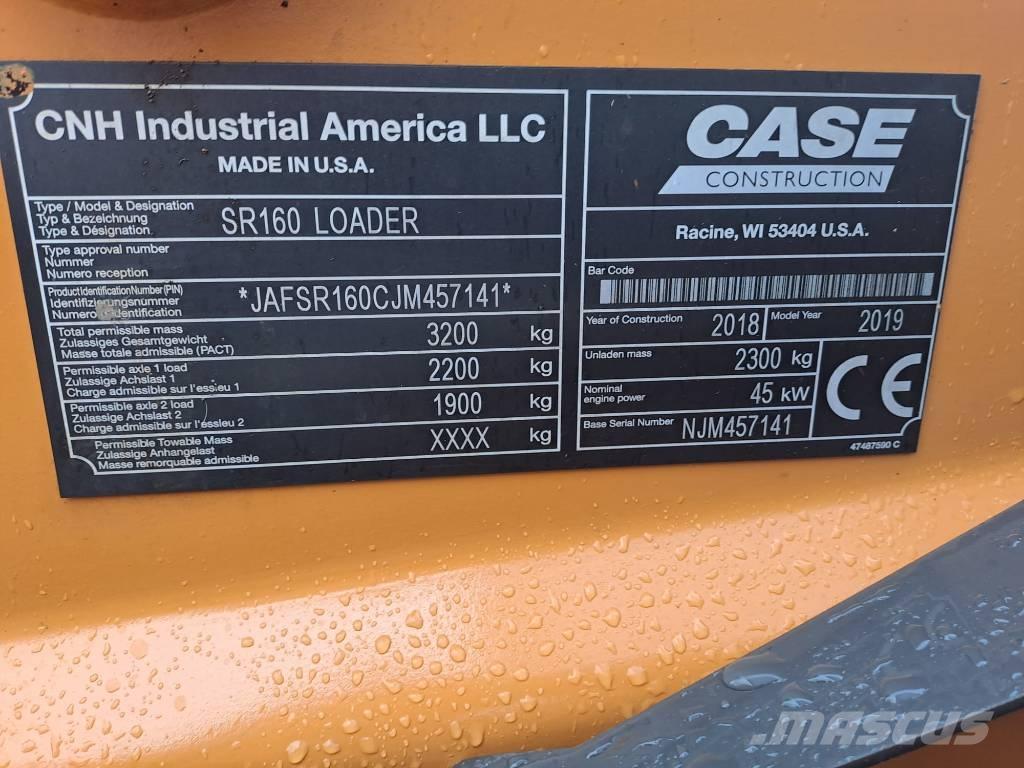 CNH Industrial America LLC
MADE IN U.S.A.
Type / Model & Designation
Typ & Bezeichnung
Type & Désignation
SR160 LOADER
Type approval number
Nummer
Numero reception
Product Identification Number (PIN)
Identifizierungsnummer
Numero d'identification
*JAFSR160CJM457141*
Total permissible mass
Zulassiges Gesamtgewicht
Masse totale admissible (PACT)
3200 kg
Permissible axle 1 load
Zulassige Achslast 1
Charge admissible sur l'essieu 1
2200 kg
Permissible axle 2 load
Zulassige Achslast 2
Charge admissible sur l'éssieu 2
1900 kg
Permissible Towable Mass
Zulassige Anhangelast
Masse remorquable admissible
XXXX kg
CASE
CONSTRUCTION
Racine, WI 53404 U.S.A.
Bar Code
Year of Construction 2018
Model Year 2019
Unladen mass 2300 kg
Nominal
engine power
45 kW
Base Serial Number NJM457141
CE
47487590 C
MASCUS